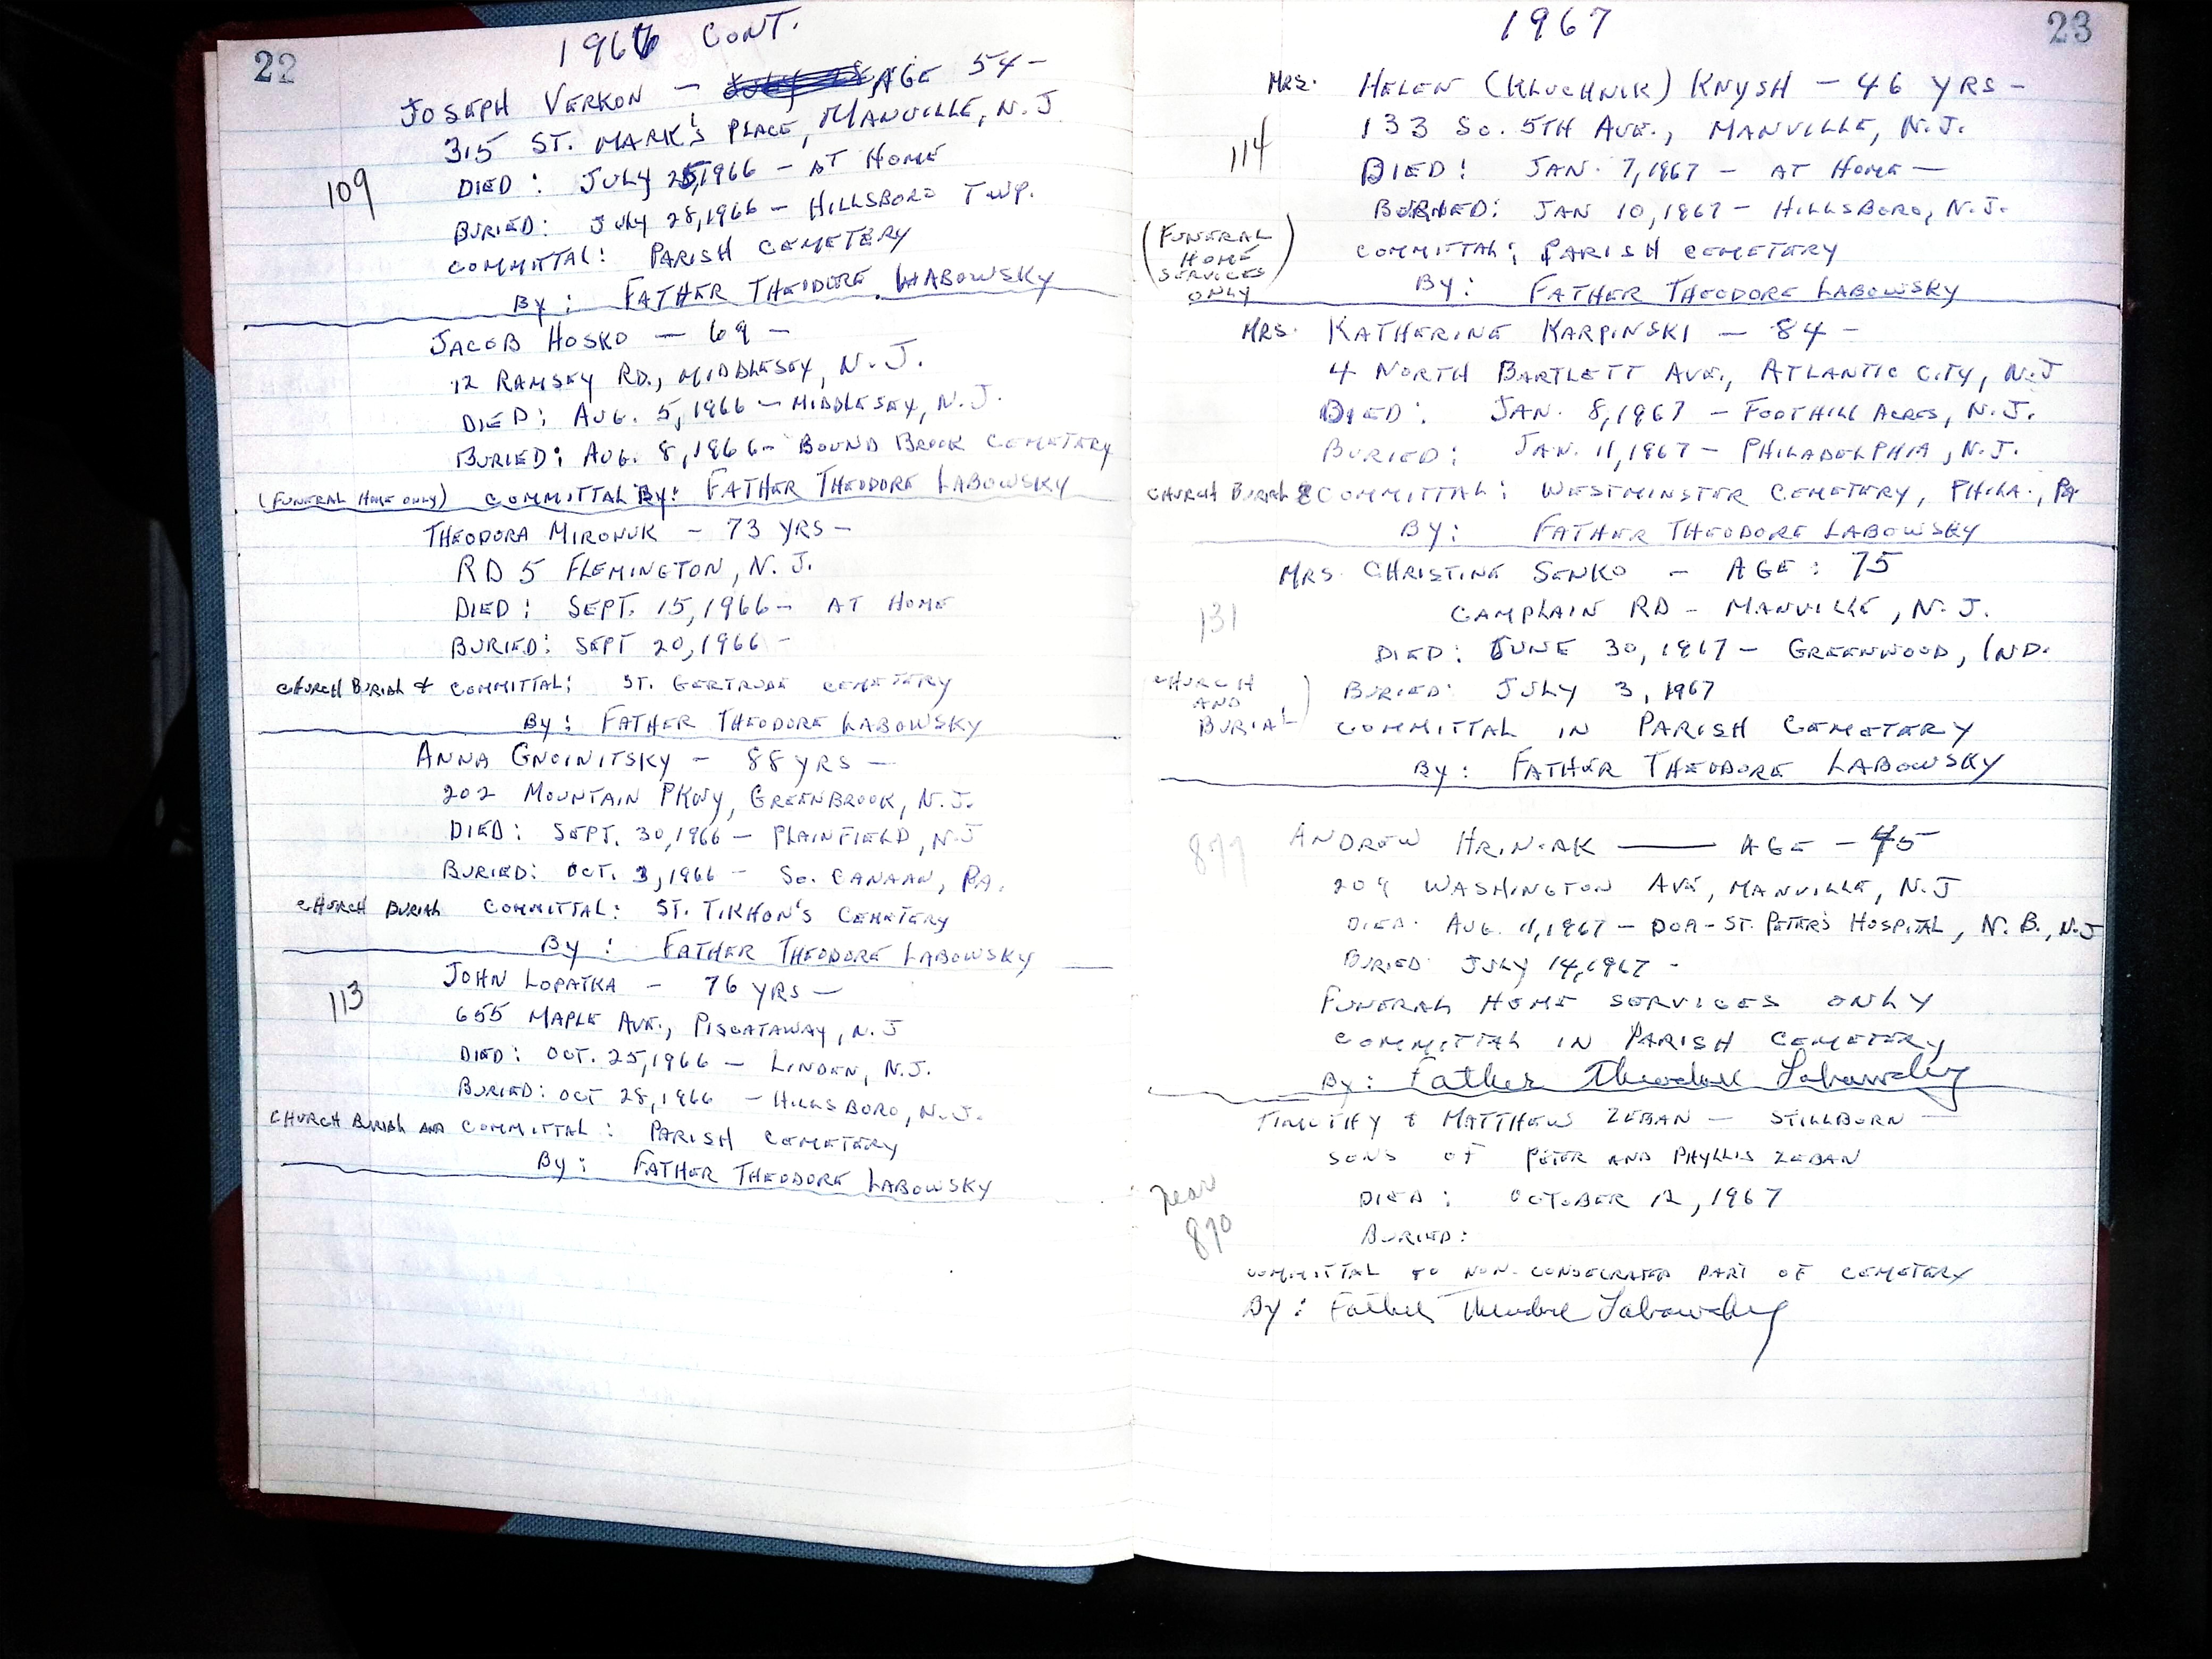 22
1966 CONT.
JOSEPH VERKON - AGE 54-
315 ST. MARK'S PLACE, MANVILLE, N.J
109
DIED: JULY 25, 1966 - AT HOME
BURIED: JULY 28, 1966 - HILLSBORO TWP.
COMMITTAL: PARISH CEMETERY
By: FATHER THEODORE LABOWSKY
JACOB HOSKO - 69 -
12 RAMSEY RD., MIDDLESEX, N.J.
DIED: AUG. 5, 1966 - MIDDLESEX, N.J.
BURIED: AUG. 8, 1966 - BOUND BROOK CEMETERY
(FUNERAL HOME ONLY) COMMITTAL By: FATHER THEODORE LABOWSKY
THEODORA MIRONUK - 73 YRS -
RD 5 FLEMINGTON, N.J.
DIED: SEPT. 15, 1966 - AT HOME
BURIED: SEPT 20, 1966 -
CHURCH BURIAL & COMMITTAL: ST. GERTRUDE CEMETERY
By: FATHER THEODORE LABOWSKY
ANNA GNOINITSKY - 88 YRS -
202 MOUNTAIN PKWY, GREENBROOK, N.J.
DIED: SEPT. 30, 1966 - PLAINFIELD, N.J
BURIED: OCT. 3, 1966 - SO. CANAAN, PA.
CHURCH BURIAL COMMITTAL: ST. TIKHON'S CEMETERY
By: FATHER THEODORE LABOWSKY
113
JOHN LOPATKA - 76 YRS -
655 MAPLE AVE., PISCATAWAY, N.J
DIED: OCT. 25, 1966 - LINDEN, N.J.
BURIED: OCT 28, 1966 - HILLSBORO, N.J.
CHURCH BURIAL AND COMMITTAL: PARISH CEMETERY
By: FATHER THEODORE LABOWSKY
23
1967
MRS. HELEN (KLUCHNIK) KNYSH - 46 YRS -
133 SO. 5TH AVE., MANVILLE, N.J.
114
DIED: JAN. 7, 1967 - AT HOME -
BURIED: JAN 10, 1967 - HILLSBORO, N.J.
(FUNERAL HOME SERVICES ONLY)
COMMITTAL: PARISH CEMETERY
By: FATHER THEODORE LABOWSKY
MRS. KATHERINE KARPINSKI - 84 -
4 NORTH BARTLETT AVE., ATLANTIC CITY, N.J
DIED: JAN. 8, 1967 - FOOTHILL ACRES, N.J.
BURIED: JAN. 11, 1967 - PHILADELPHIA, N.J.
CHURCH BURIAL & COMMITTAL: WESTMINSTER CEMETERY, PHILA., PA
By: FATHER THEODORE LABOWSKY
MRS. CHRISTINE SENKO - AGE: 75
131
CAMPLAIN RD - MANVILLE, N.J.
DIED: JUNE 30, 1967 - GREENWOOD, IND.
CHURCH AND BURIAL)
BURIED: JULY 3, 1967
COMMITTAL IN PARISH CEMETERY
By: FATHER THEODORE LABOWSKY
877
ANDREW HRINIAK — AGE - 45
209 WASHINGTON AVE, MANVILLE, N.J
DIED: AUG. 11, 1967 - DOA - ST. PETER'S HOSPITAL, N.B., N.J
BURIED: JULY 14, 1967 -
FUNERAL HOME SERVICES ONLY
COMMITTAL IN PARISH CEMETERY
By: Father Theodore Labowsky
TIMOTHY & MATTHEW ZEBAN - STILLBORN -
SONS OF PETER AND PHYLLIS ZEBAN
near 870
DIED: OCTOBER 12, 1967
BURIED:
COMMITTAL TO NON-CONSECRATED PART OF CEMETERY
By: Father Theodore Labowsky